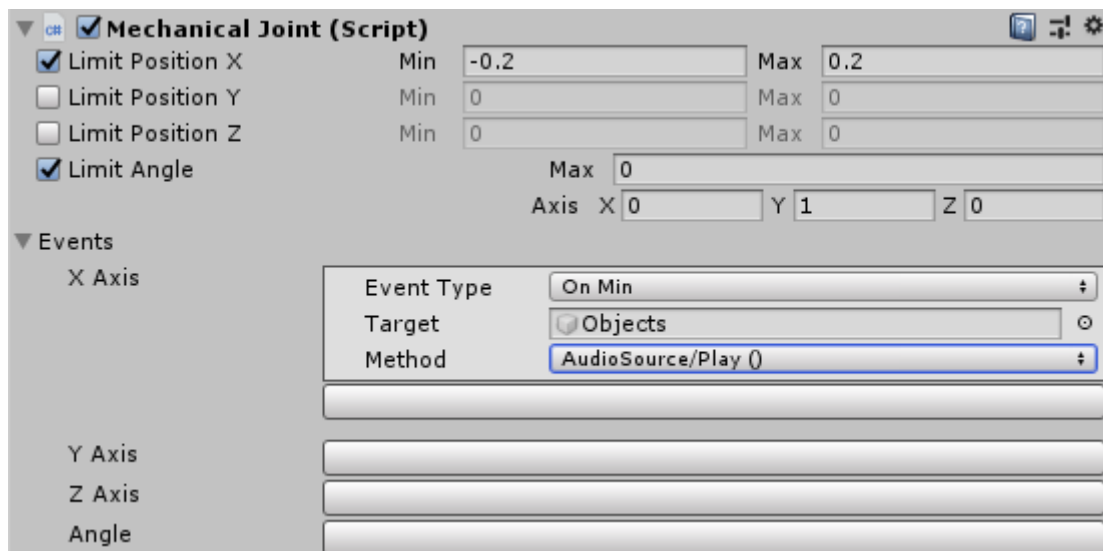 Mechanical Joint (Script)
Limit Position X Min -0.2 Max 0.2
Limit Position Y Min 0 Max 0
Limit Position Z Min 0 Max 0
Limit Angle Max 0
Axis X 0 Y 1 Z 0
Events
X Axis
Event Type On Min
Target Objects
Method AudioSource/Play ()
Y Axis
Z Axis
Angle